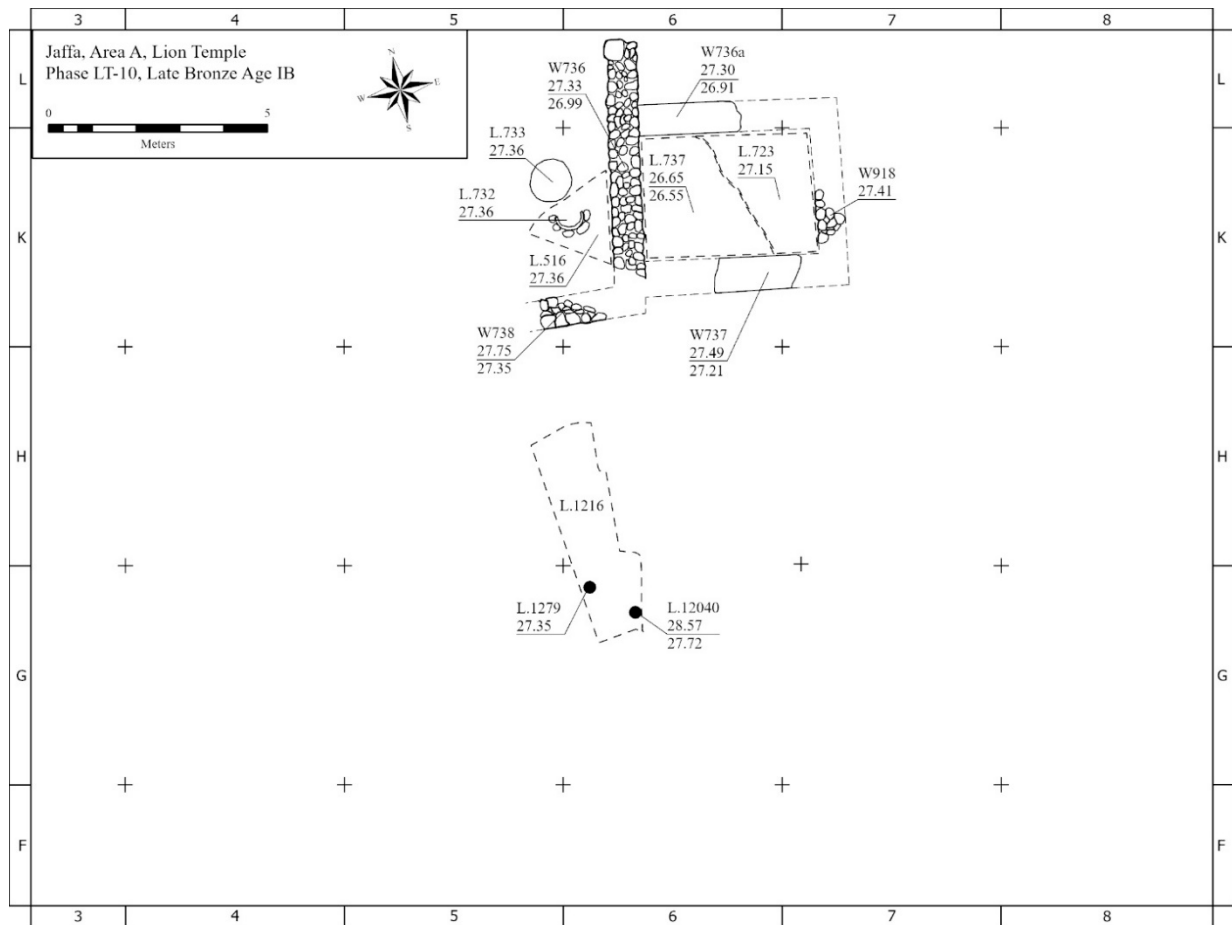 3
4
5
6
7
8
Jaffa, Area A, Lion Temple
Phase LT-10, Late Bronze Age IB
N
W
E
S
0
5
Meters
L
L
W736
27.33
26.99
W736a
27.30
26.91
L.733
27.36
L.732
27.36
L.737
26.65
26.55
L.723
27.15
W918
27.41
K
K
L.516
27.36
W738
27.75
27.35
W737
27.49
27.21
H
H
L.1216
L.1279
27.35
L.12040
28.57
27.72
G
G
F
F
3
4
5
6
7
8